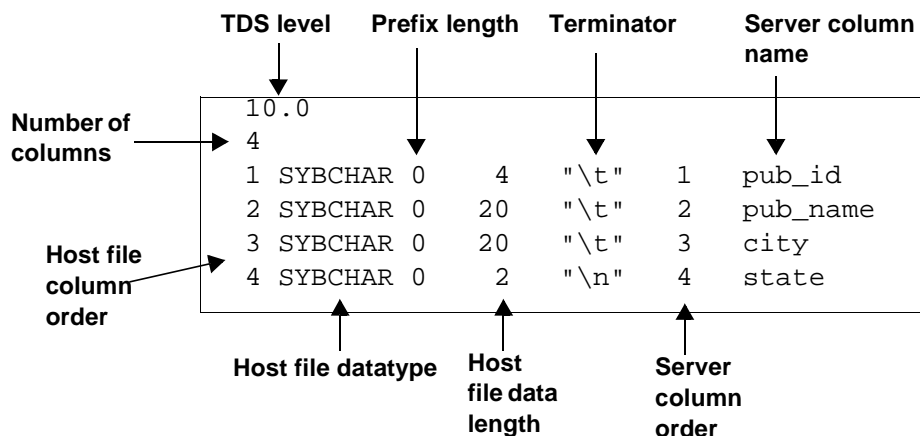 TDS level Prefix length Terminator Server column
name
Number of
columns
10.0
4
1 SYBCHAR 0 4 "\t" 1 pub_id
2 SYBCHAR 0 20 "\t" 2 pub_name
3 SYBCHAR 0 20 "\t" 3 city
4 SYBCHAR 0 2 "\n" 4 state
Host file
column
order
Host file datatype
Host
file data
length
Server
column
order